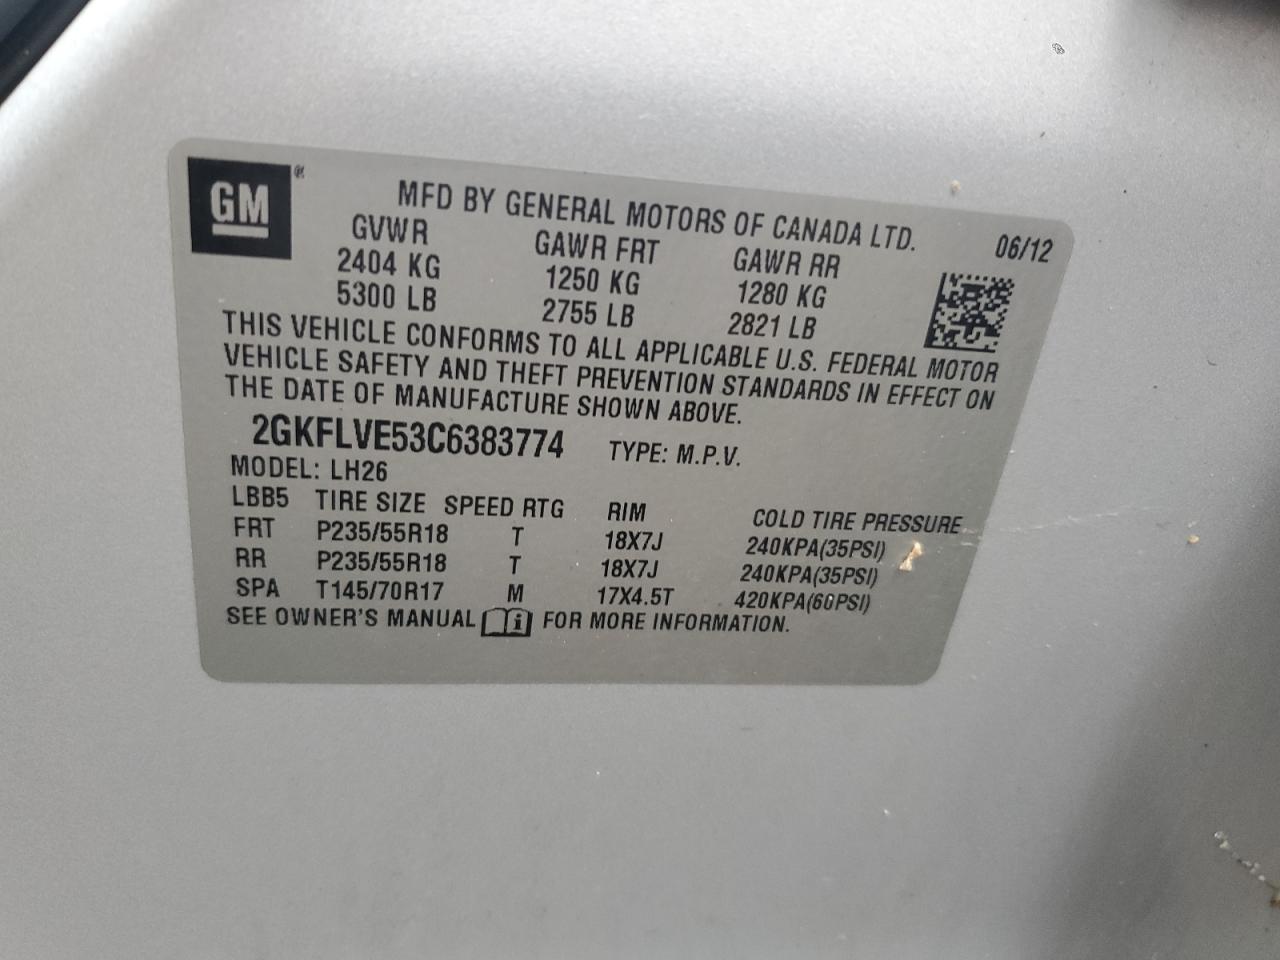 GM®
MFD BY GENERAL MOTORS OF CANADA LTD.
06/12
GVWR GAWR FRT GAWR RR
2404 KG 1250 KG 1280 KG
5300 LB 2755 LB 2821 LB
THIS VEHICLE CONFORMS TO ALL APPLICABLE U.S. FEDERAL MOTOR
VEHICLE SAFETY AND THEFT PREVENTION STANDARDS IN EFFECT ON
THE DATE OF MANUFACTURE SHOWN ABOVE.
2GKFLVE53C6383774 TYPE: M.P.V.
MODEL: LH26
LBB5 TIRE SIZE SPEED RTG RIM COLD TIRE PRESSURE
FRT P235/55R18 T 18X7J 240KPA(35PSI)
RR P235/55R18 T 18X7J 240KPA(35PSI)
SPA T145/70R17 M 17X4.5T 420KPA(60PSI)
SEE OWNER'S MANUAL i FOR MORE INFORMATION.